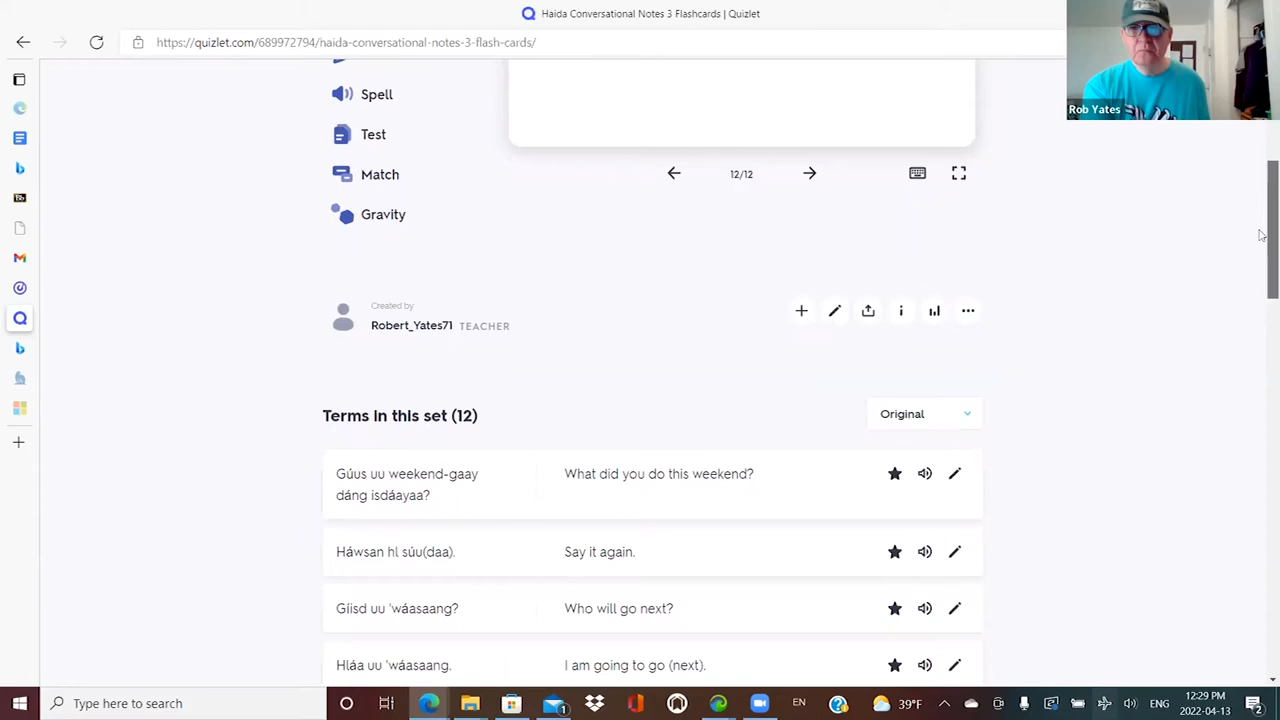 Haida Conversational Notes 3 Flashcards | Quizlet
https://quizlet.com/689972794/haida-conversational-notes-3-flash-cards/
Rob Yates
Spell
Test
Match
Gravity
12/12
Created by
Robert_Yates71 TEACHER
Terms in this set (12)
Original
Gúus uu weekend-gaay
dáng isdáayaa?
What did you do this weekend?
Háwsan hl súu(daa).
Say it again.
Gíisd uu 'wáasaang?
Who will go next?
Hláa uu 'wáasaang.
I am going to go (next).
Type here to search
EN
39°F
ENG
12:29 PM
2022-04-13